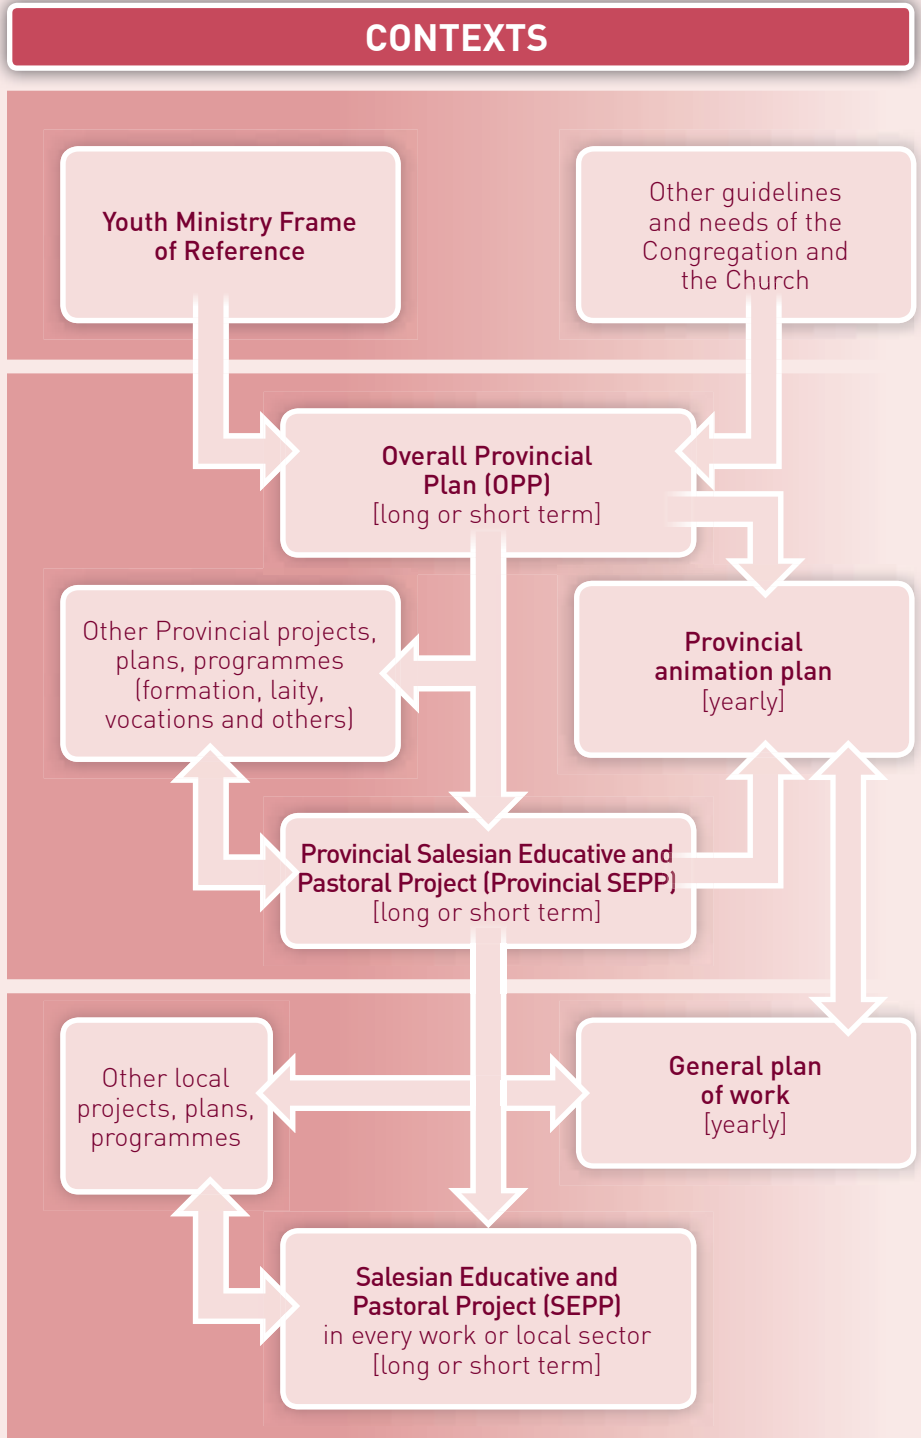 CONTEXTS
Youth Ministry Frame
of Reference
Other guidelines
and needs of the
Congregation and
the Church
Overall Provincial
Plan (OPP)
[long or short term]
Other Provincial projects,
plans, programmes
(formation, laity,
vocations and others)
Provincial
animation plan
[yearly]
Provincial Salesian Educative and
Pastoral Project (Provincial SEPP)
[long or short term]
Other local
projects, plans,
programmes
General plan
of work
[yearly]
Salesian Educative and
Pastoral Project (SEPP)
in every work or local sector
[long or short term]